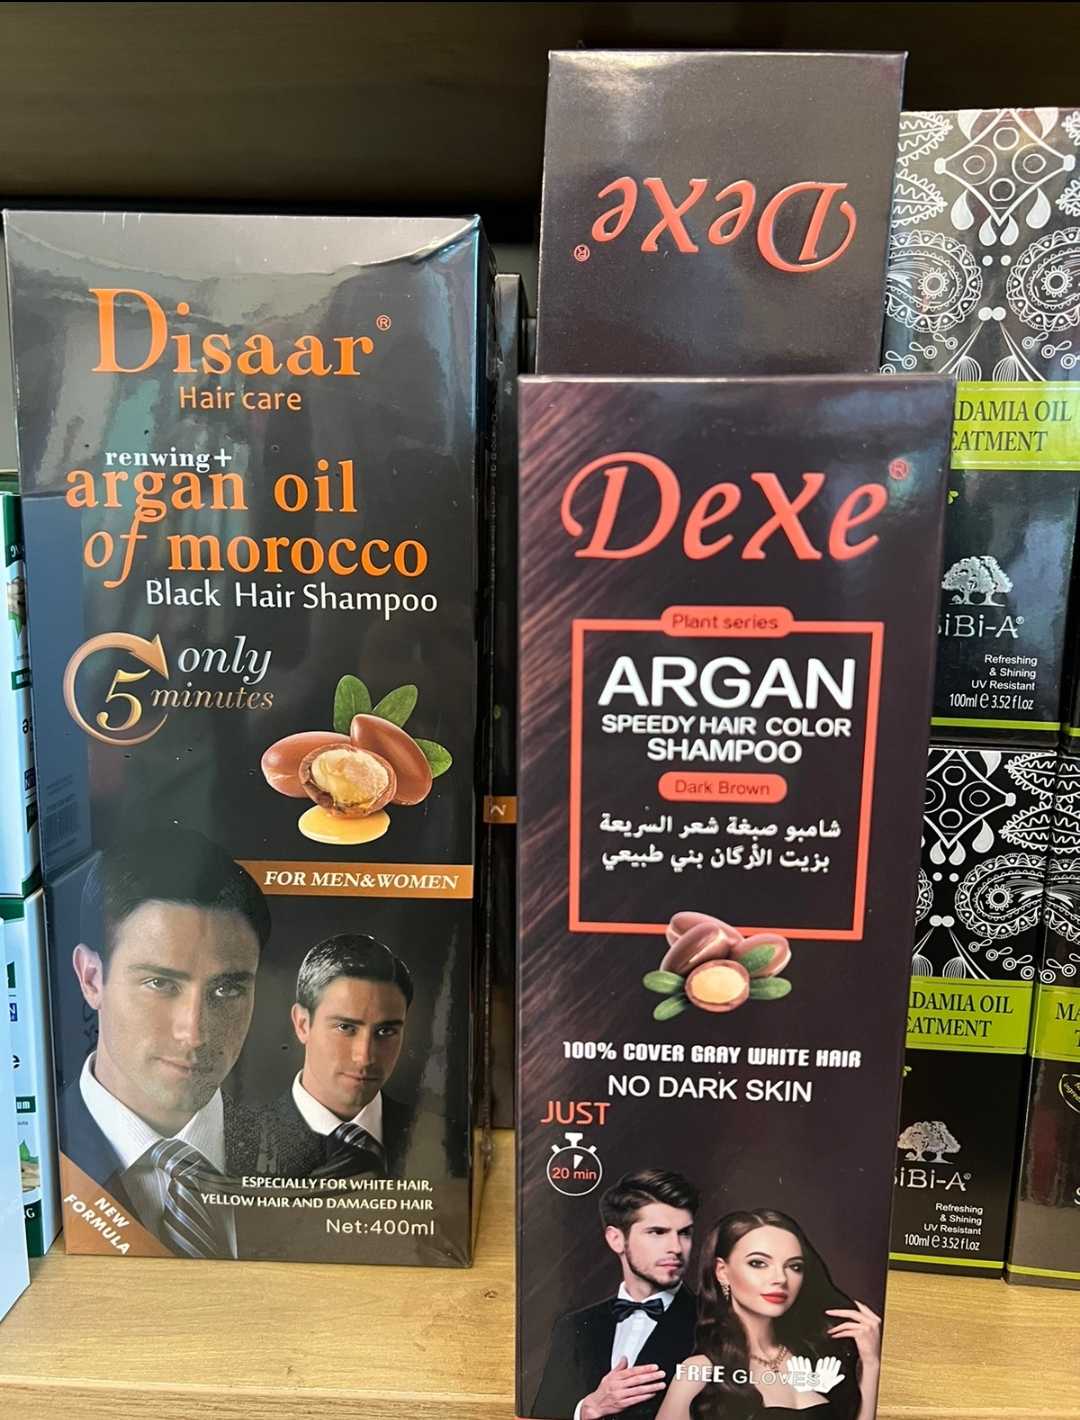 Disaar®
Hair care
renwing+
argan oil
of morocco
Black Hair Shampoo
only
5 minutes
FOR MEN&WOMEN
ESPECIALLY FOR WHITE HAIR,
YELLOW HAIR AND DAMAGED HAIR
Net:400ml
NEW
FORMULA
DeXe
®
DeXe®
Plant series
ARGAN
SPEEDY HAIR COLOR
SHAMPOO
Dark Brown
شامبو صبغة شعر السريعة
بزيت الأرگان بني طبيعي
100% COVER GRAY WHITE HAIR
NO DARK SKIN
JUST
20 min
FREE GLOVES
DAMIA OIL
EATMENT
iBi-A®
Refreshing
& Shining
UV Resistant
100ml e 3.52 fl.oz
DAMIA OIL
EATMENT
MA
iBi-A®
Refreshing
& Shining
UV Resistant
100ml e 3.52 fl.oz